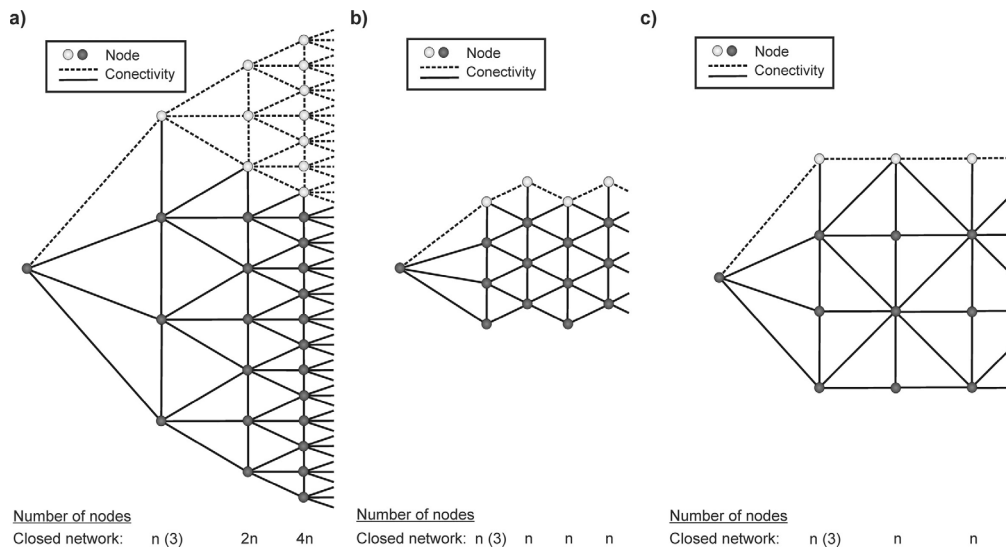 a)
Node
Conectivity
Number of nodes
Closed network: n (3) 2n 4n
b)
Node
Conectivity
Number of nodes
Closed network: n (3) n n n
c)
Node
Conectivity
Number of nodes
Closed network: n (3) n n